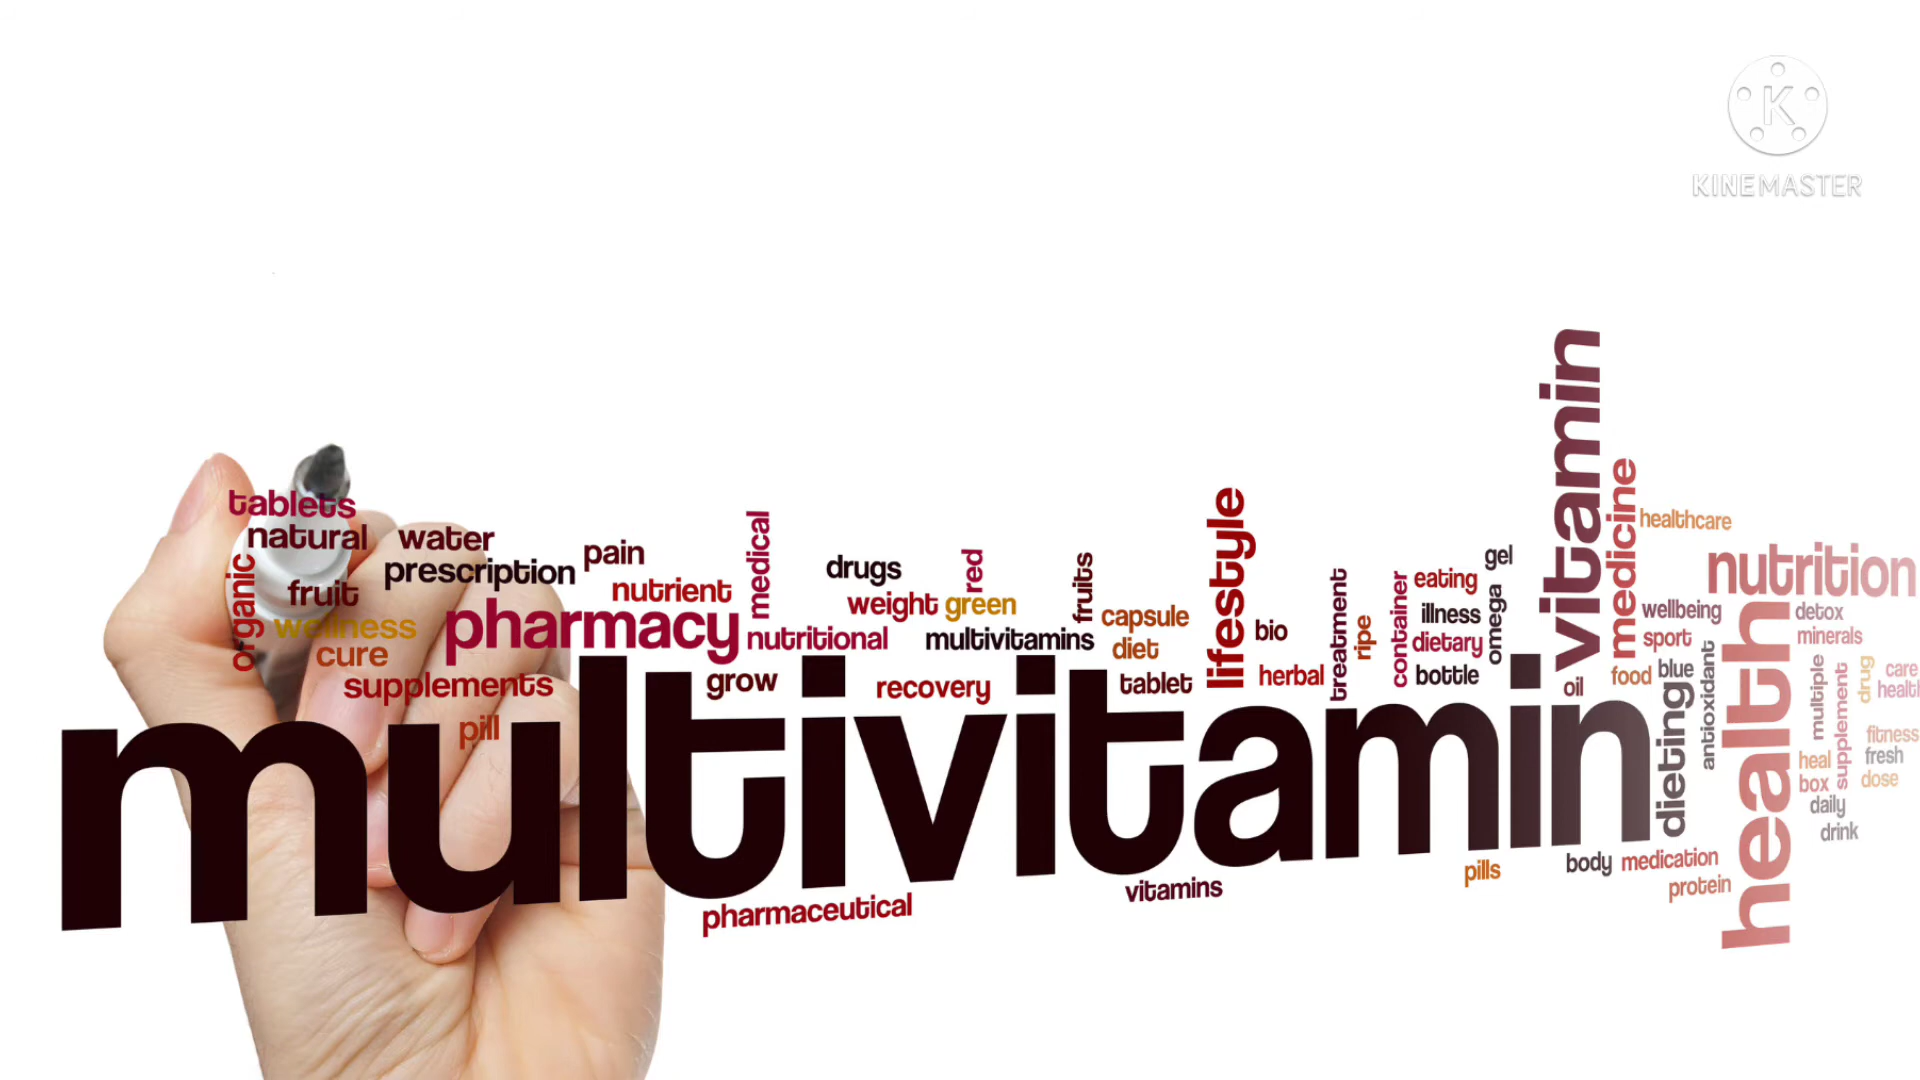 K
KINEMASTER
tablets
natural
organic
fruit
wellness
cure
supplements
pill
water
prescription
pain
nutrient
pharmacy
medical
nutritional
grow
drugs
weight
red
green
multivitamins
recovery
fruits
capsule
diet
tablet
lifestyle
bio
herbal
treatment
ripe
container
eating
illness
dietary
bottle
gel
omega
vitamin
oil
medicine
healthcare
wellbeing
sport
food
blue
dieting
antioxidant
nutrition
health
detox
minerals
multiple
supplement
drug
care
health
fitness
fresh
heal
box
dose
daily
drink
multivitamin
pharmaceutical
vitamins
pills
body
medication
protein